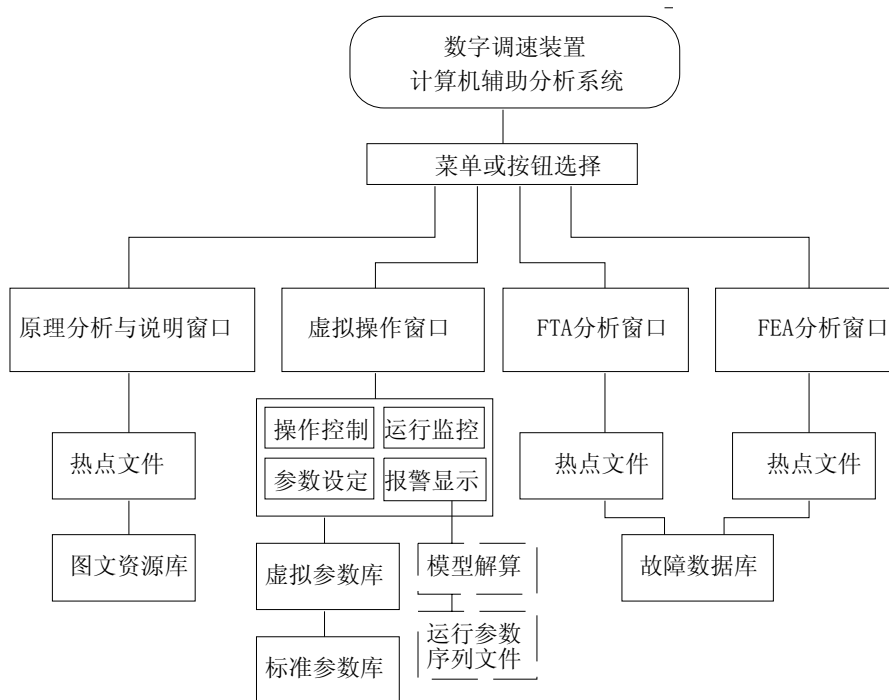 数字调速装置
计算机辅助分析系统
菜单或按钮选择
原理分析与说明窗口
虚拟操作窗口
FTA分析窗口
FEA分析窗口
操作控制
运行监控
参数设定
报警显示
热点文件
热点文件
热点文件
图文资源库
虚拟参数库
模型解算
故障数据库
标准参数库
运行参数
序列文件